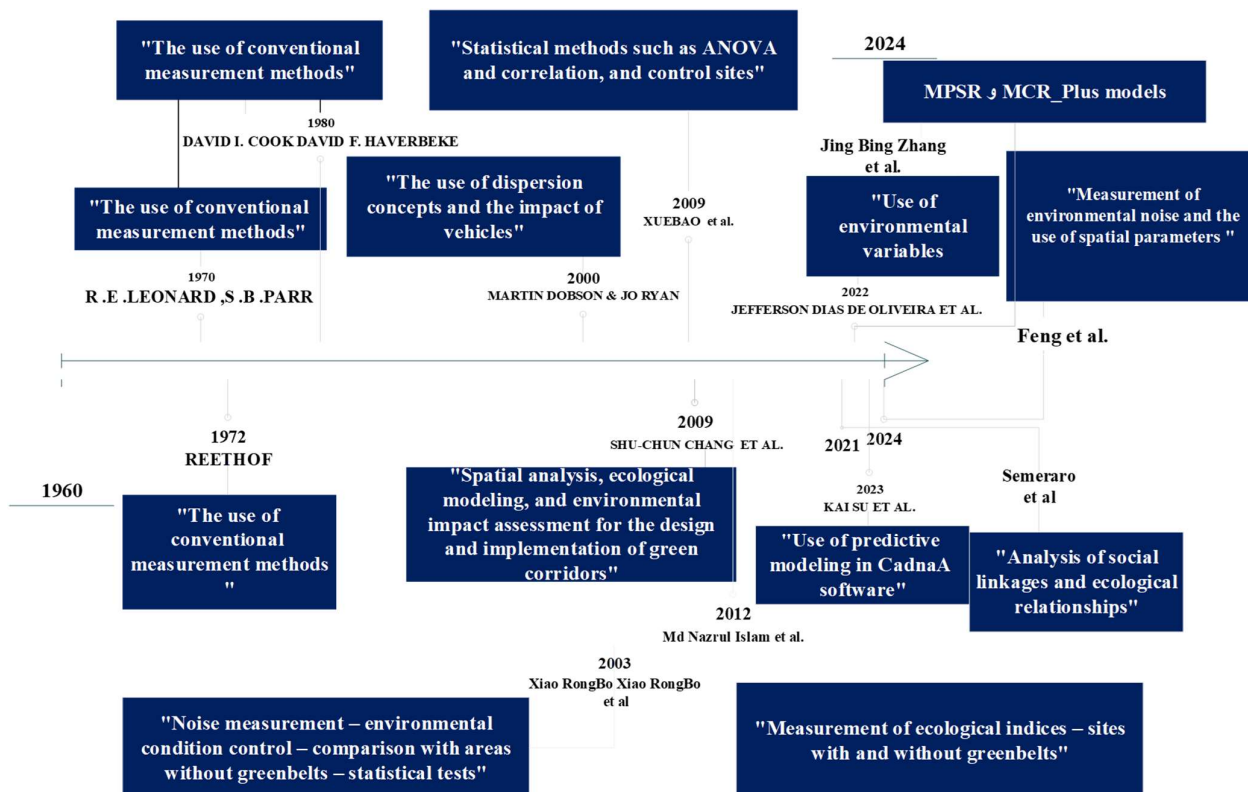 "The use of conventional
measurement methods"
"Statistical methods such as ANOVA
and correlation, and control sites"
2024
MPSR و MCR_Plus models
1980
DAVID I. COOK DAVID F. HAVERBEKE
Jing Bing Zhang
et al.
"The use of dispersion
concepts and the impact of
vehicles"
2009
XUEBAO et al.
"Use of
environmental
variables
"Measurement of
environmental noise and the
use of spatial parameters "
"The use of conventional
measurement methods"
1970
R .E .LEONARD ,S .B .PARR
2000
MARTIN DOBSON & JO RYAN
2022
JEFFERSON DIAS DE OLIVEIRA ET AL.
Feng et al.
1972
REETHOF
2009
SHU-CHUN CHANG ET AL.
2021
2024
1960
"The use of
conventional
measurement methods
"
"Spatial analysis, ecological
modeling, and environmental
impact assessment for the design
and implementation of green
corridors"
2023
KAI SU ET AL.
Semeraro
et al
"Use of predictive
modeling in CadnaA
software"
"Analysis of social
linkages and ecological
relationships"
2012
Md Nazrul Islam et al.
2003
Xiao RongBo Xiao RongBo
et al
"Noise measurement – environmental
condition control – comparison with areas
without greenbelts – statistical tests"
"Measurement of ecological indices – sites
with and without greenbelts"